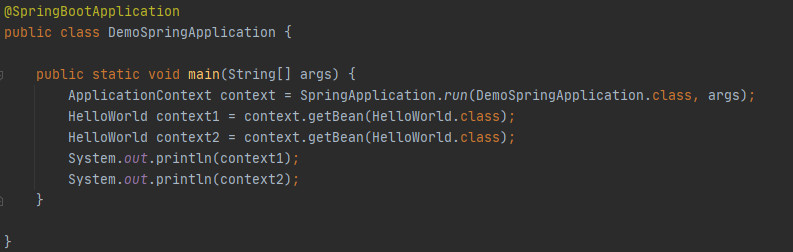 @SpringBootApplication
public class DemoSpringApplication {
public static void main(String[] args) {
ApplicationContext context = SpringApplication.run(DemoSpringApplication.class, args);
HelloWorld context1 = context.getBean(HelloWorld.class);
HelloWorld context2 = context.getBean(HelloWorld.class);
System.out.println(context1);
System.out.println(context2);
}
}